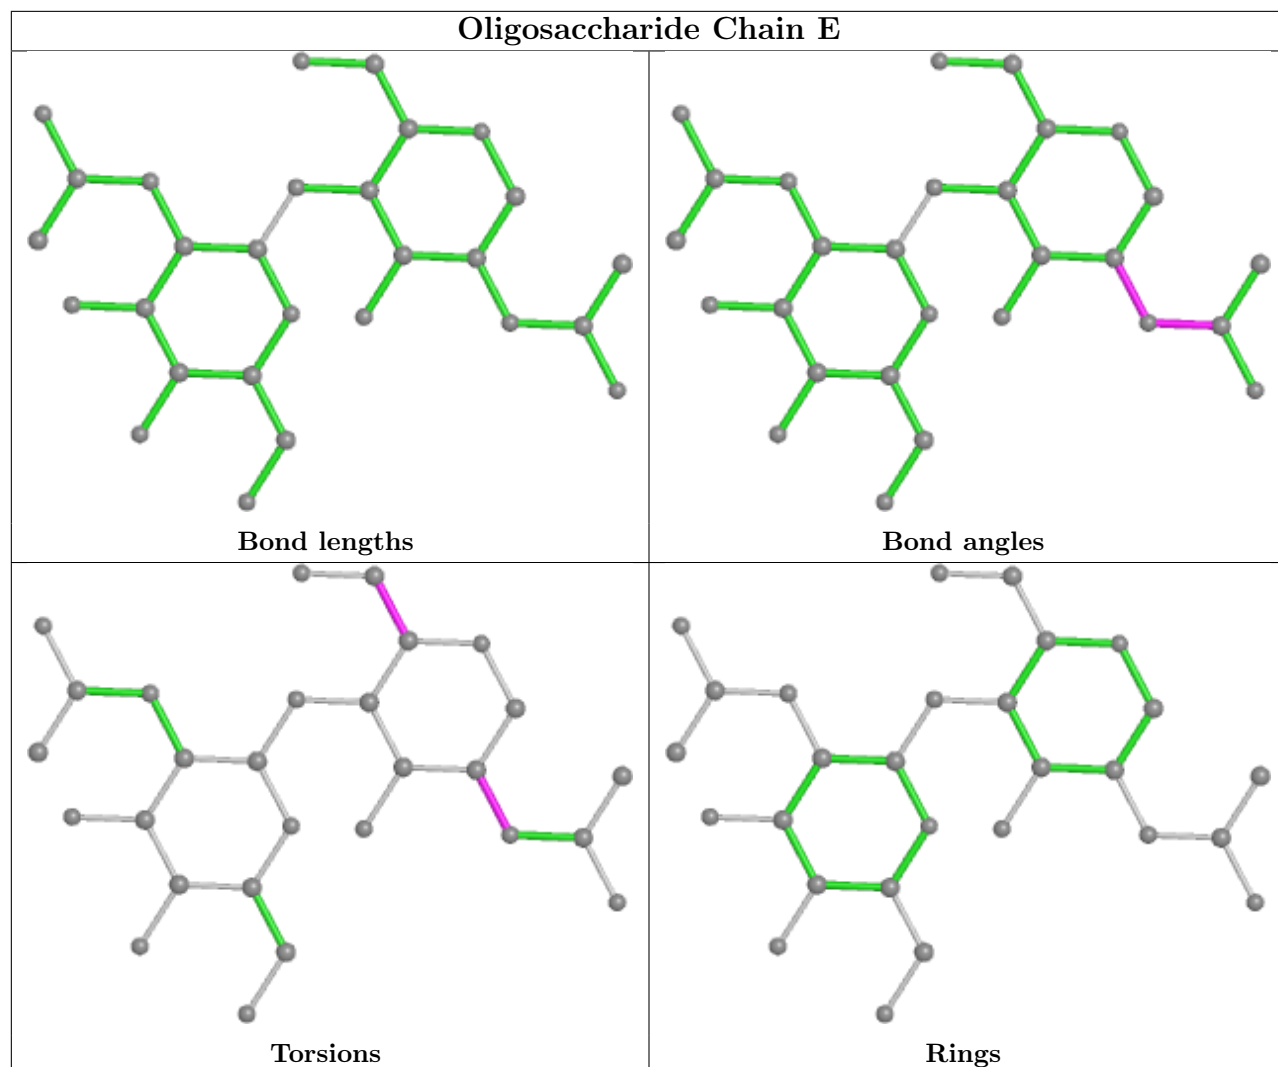 Oligosaccharide Chain E
Bond lengths
Bond angles
Torsions
Rings